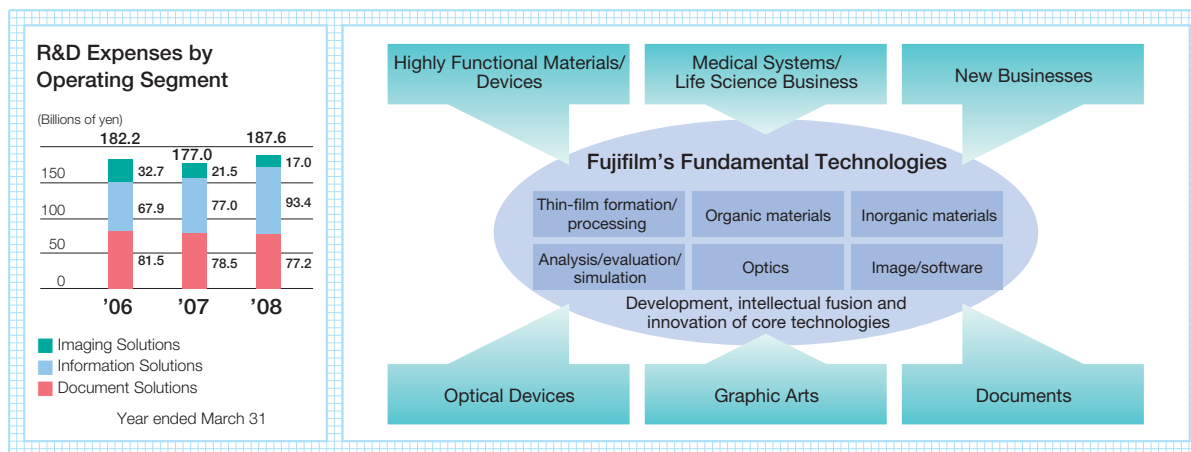 R&D Expenses by
Operating Segment
(Billions of yen)
182.2
177.0
187.6
150
100
50
0
32.7
21.5
17.0
67.9
77.0
93.4
81.5
78.5
77.2
’06
’07
’08
Imaging Solutions
Information Solutions
Document Solutions
Year ended March 31
Highly Functional Materials/
Devices
Medical Systems/
Life Science Business
New Businesses
Fujifilm’s Fundamental Technologies
Thin-film formation/
processing
Organic materials
Inorganic materials
Analysis/evaluation/
simulation
Optics
Image/software
Development, intellectual fusion and
innovation of core technologies
Optical Devices
Graphic Arts
Documents